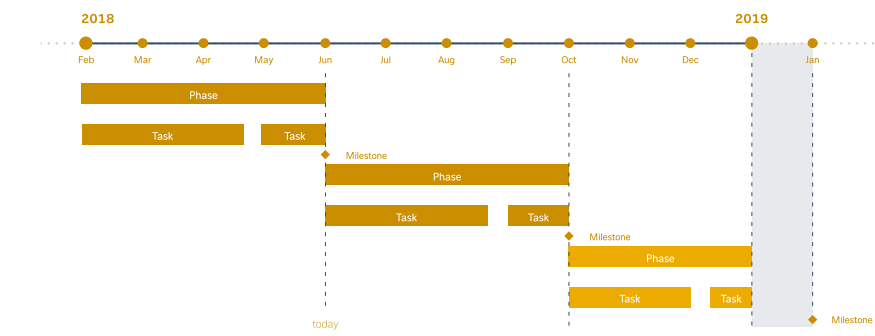 2018 2019
Feb Mar Apr May Jun Jul Aug Sep Oct Nov Dec Jan
Phase
Task Task
Milestone
Phase
Task Task
Milestone
Phase
Task Task
Milestone
today